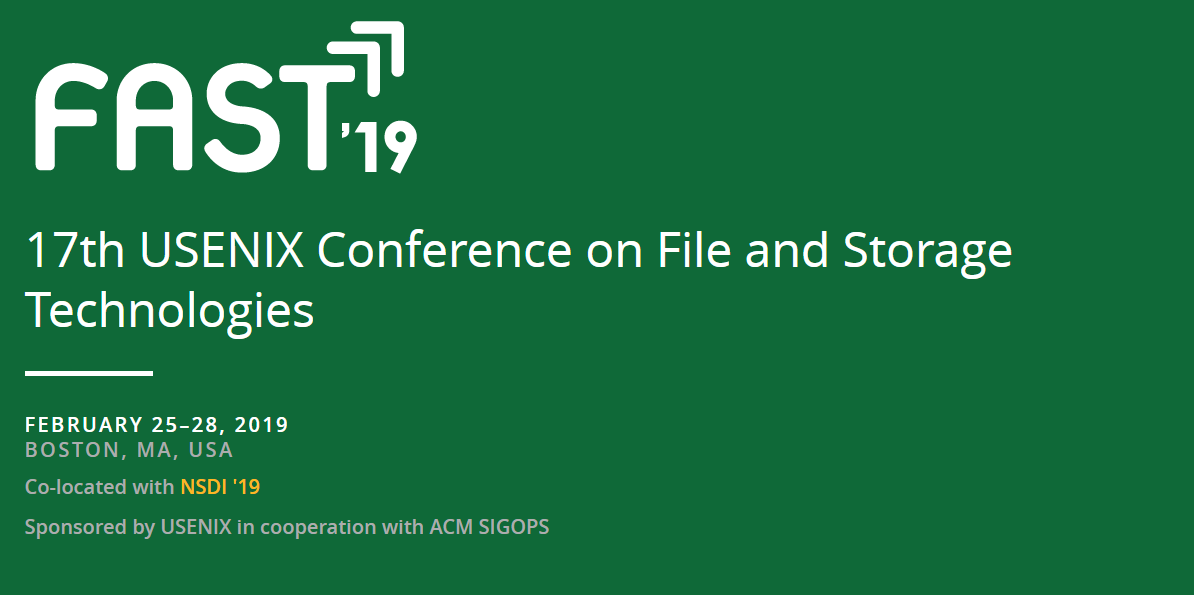 FAST '19
17th USENIX Conference on File and Storage
Technologies
FEBRUARY 25–28, 2019
BOSTON, MA, USA
Co-located with NSDI '19
Sponsored by USENIX in cooperation with ACM SIGOPS